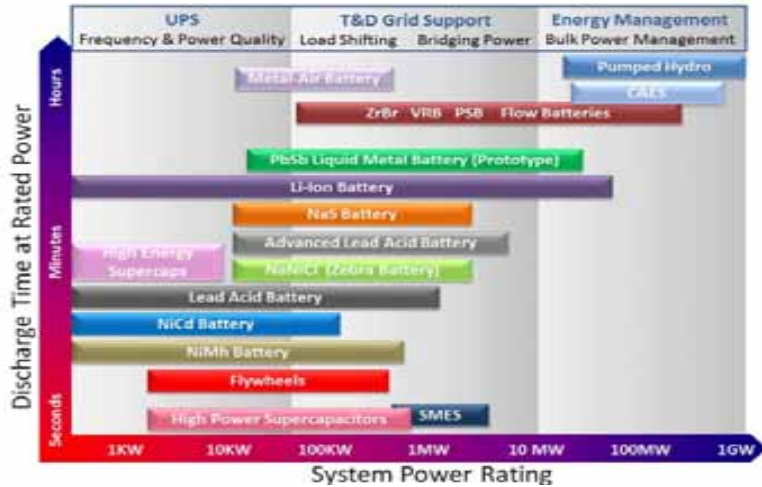 UPS
T&D Grid Support
Energy Management
Frequency & Power Quality
Load Shifting
Bridging Power
Bulk Power Management
Discharge Time at Rated Power
Hours
Minutes
Seconds
Pumped Hydro
Metal-Air Battery
CAES
ZrBr VRB PSB Flow Batteries
PbSb Liquid Metal Battery (Prototype)
Li-Ion Battery
NaS Battery
Advanced Lead Acid Battery
High Energy
Supercaps
NaNiCl (Zebra Battery)
Lead Acid Battery
NiCd Battery
NiMh Battery
Flywheels
High Power Supercapacitors
SMES
1KW 10KW 100KW 1MW 10 MW 100MW 1GW
System Power Rating